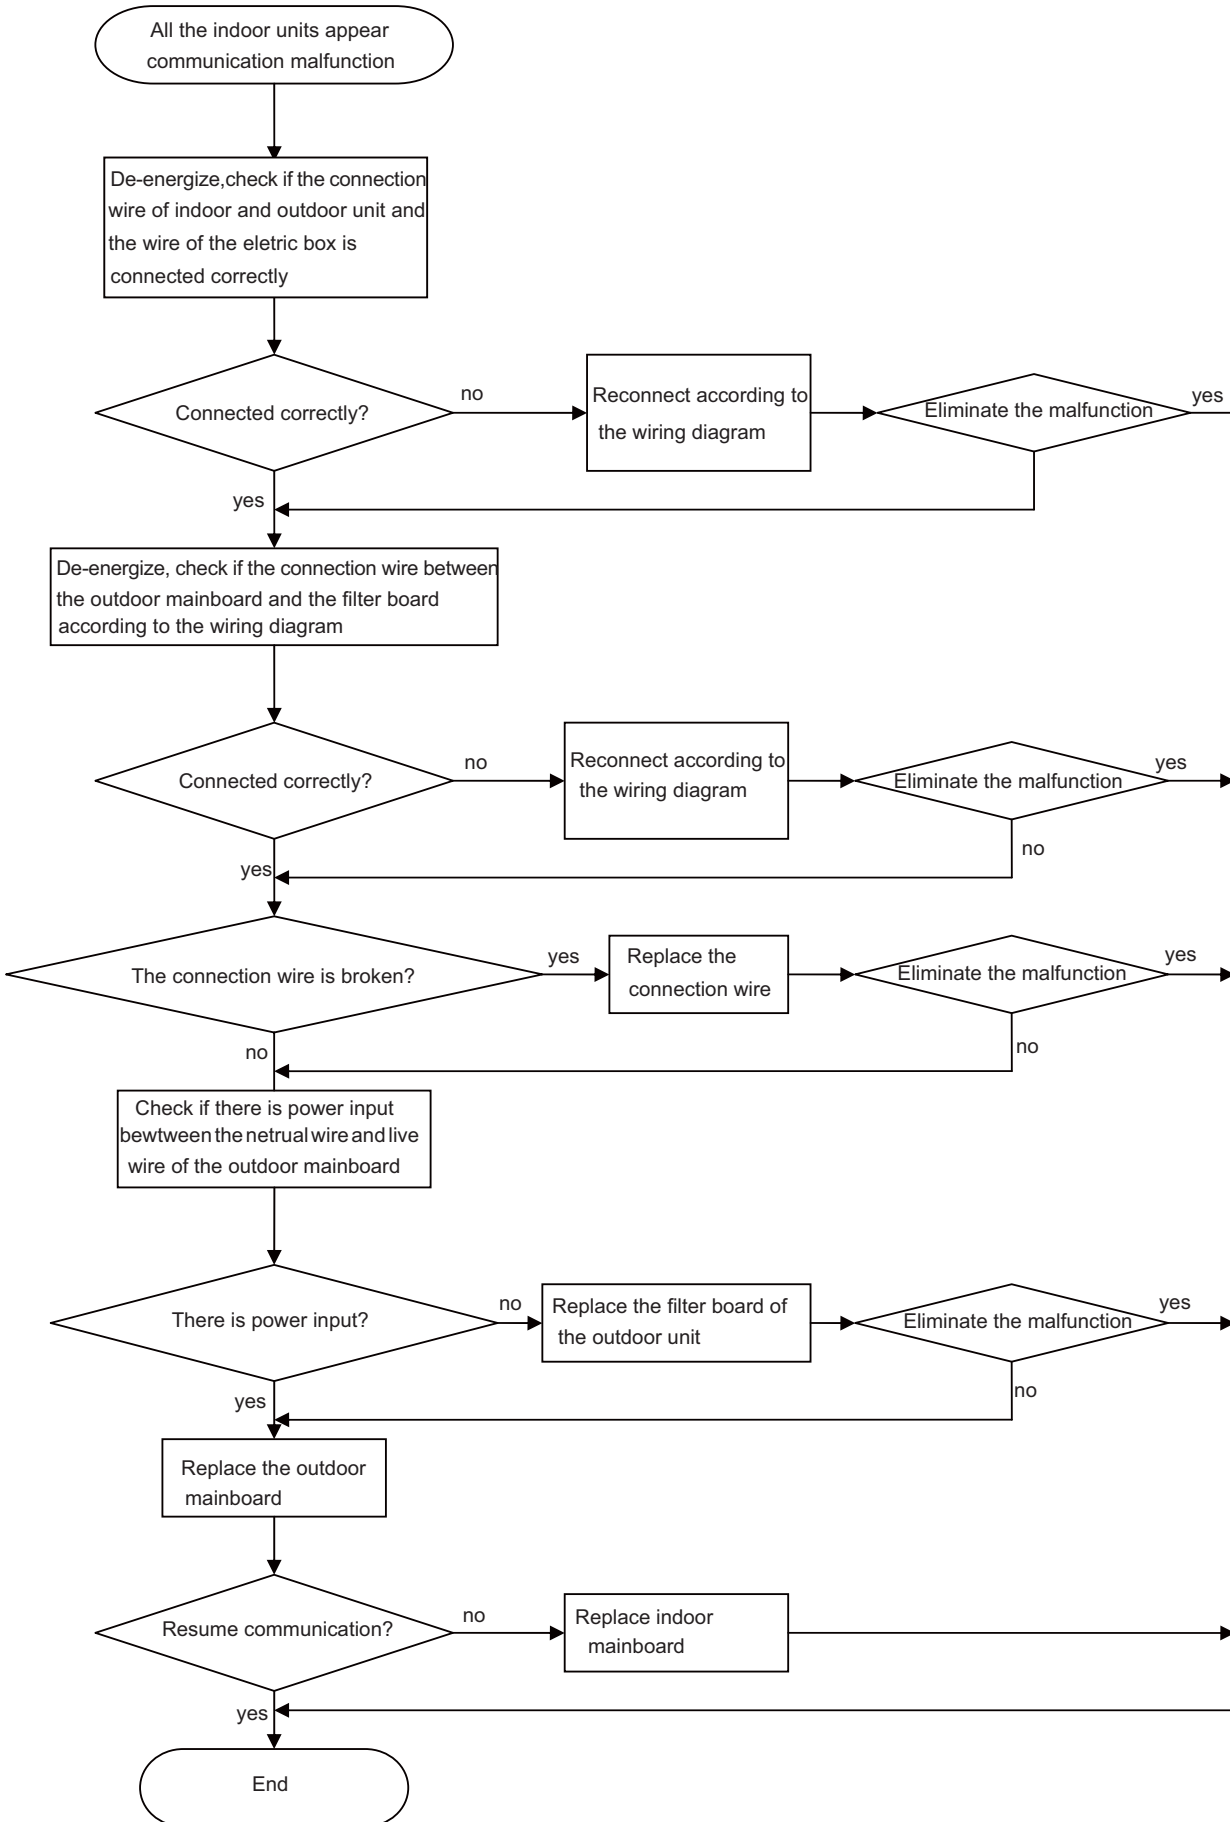 All the indoor units appear
communication malfunction
De-energize,check if the connection
wire of indoor and outdoor unit and
the wire of the eletric box is
connected correctly
Connected correctly?
no
Reconnect according to
the wiring diagram
Eliminate the malfunction
yes
yes
De-energize, check if the connection wire between
the outdoor mainboard and the filter board
according to the wiring diagram
Connected correctly?
no
Reconnect according to
the wiring diagram
Eliminate the malfunction
yes
no
yes
The connection wire is broken?
yes
Replace the
connection wire
Eliminate the malfunction
yes
no
no
Check if there is power input
bewtween the netrual wire and live
wire of the outdoor mainboard
There is power input?
no
Replace the filter board of
the outdoor unit
Eliminate the malfunction
yes
no
yes
Replace the outdoor
mainboard
Resume communication?
no
Replace indoor
mainboard
yes
End